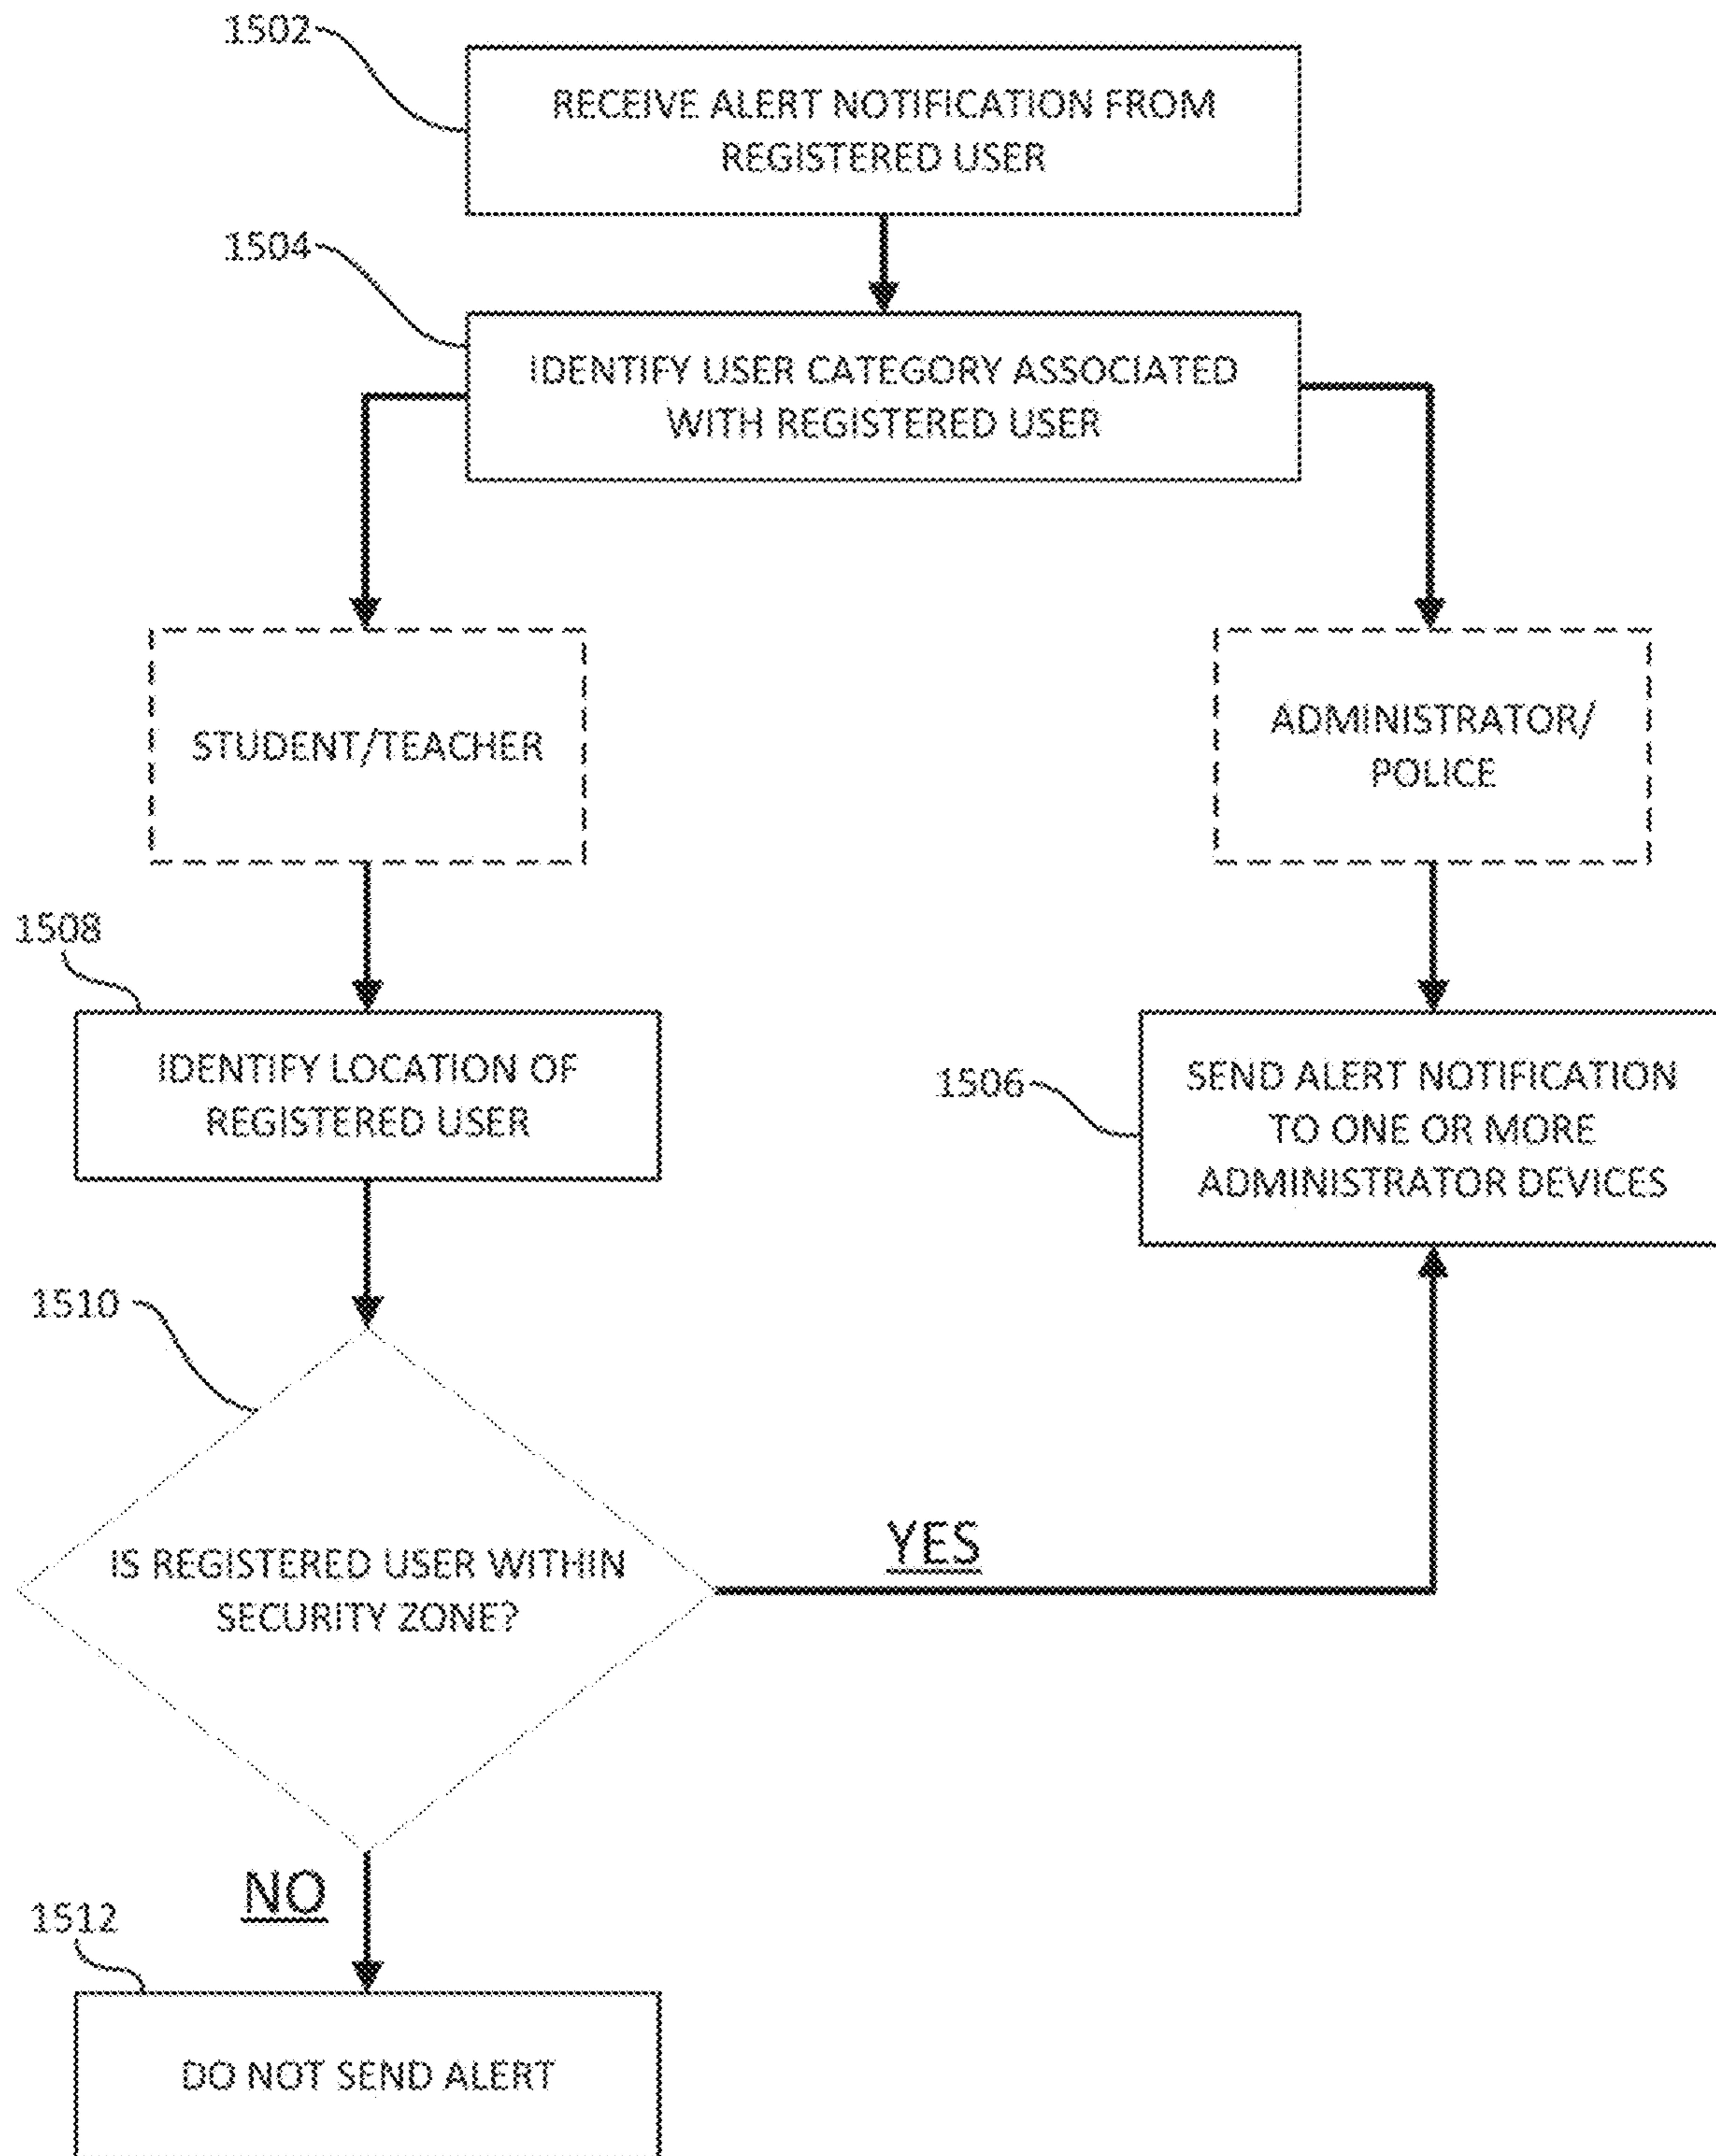 1502
RECEIVE ALERT NOTIFICATION FROM
REGISTERED USER
1504
IDENTIFY USER CATEGORY ASSOCIATED
WITH REGISTERED USER
STUDENT/TEACHER
ADMINISTRATOR/
POLICE
1508
IDENTIFY LOCATION OF
REGISTERED USER
1506
SEND ALERT NOTIFICATION
TO ONE OR MORE
ADMINISTRATOR DEVICES
1510
IS REGISTERED USER WITHIN
SECURITY ZONE?
YES
NO
1512
DO NOT SEND ALERT